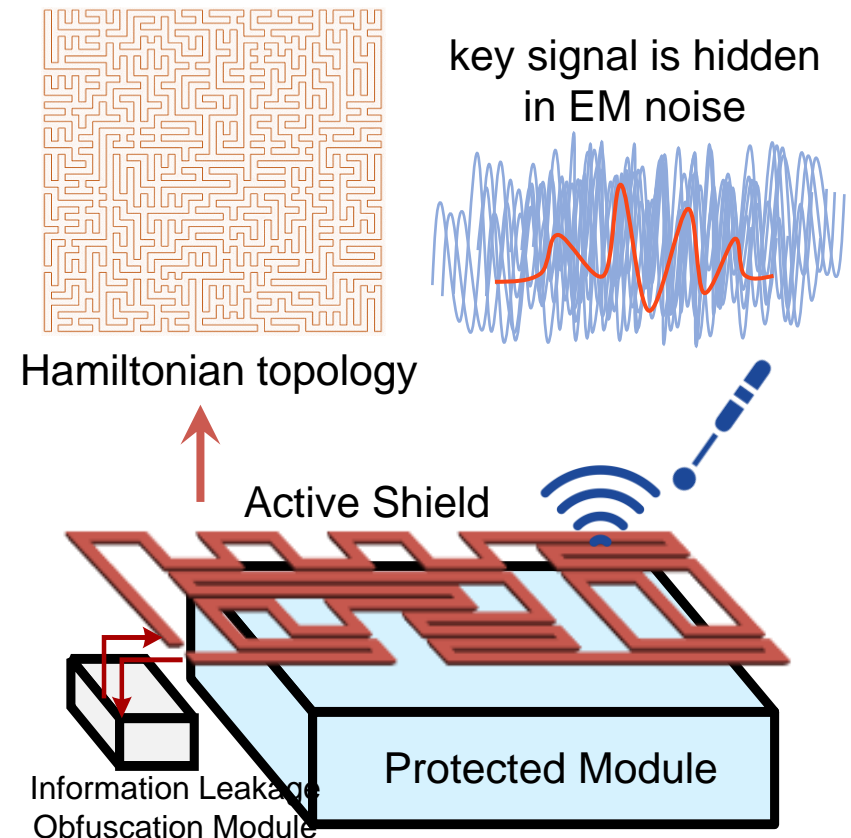 key signal is hidden
in EM noise
Hamiltonian topology
Active Shield
Protected Module
Information Leakage
Obfuscation Module